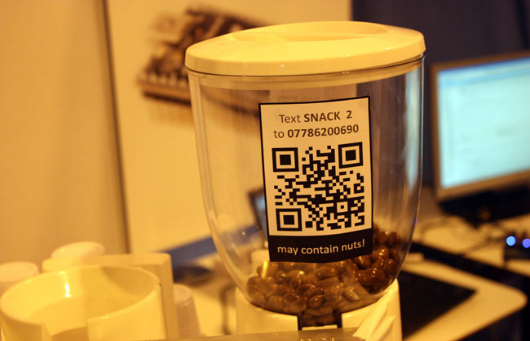 Text SNACK 2
to 07786200690
may contain nuts!